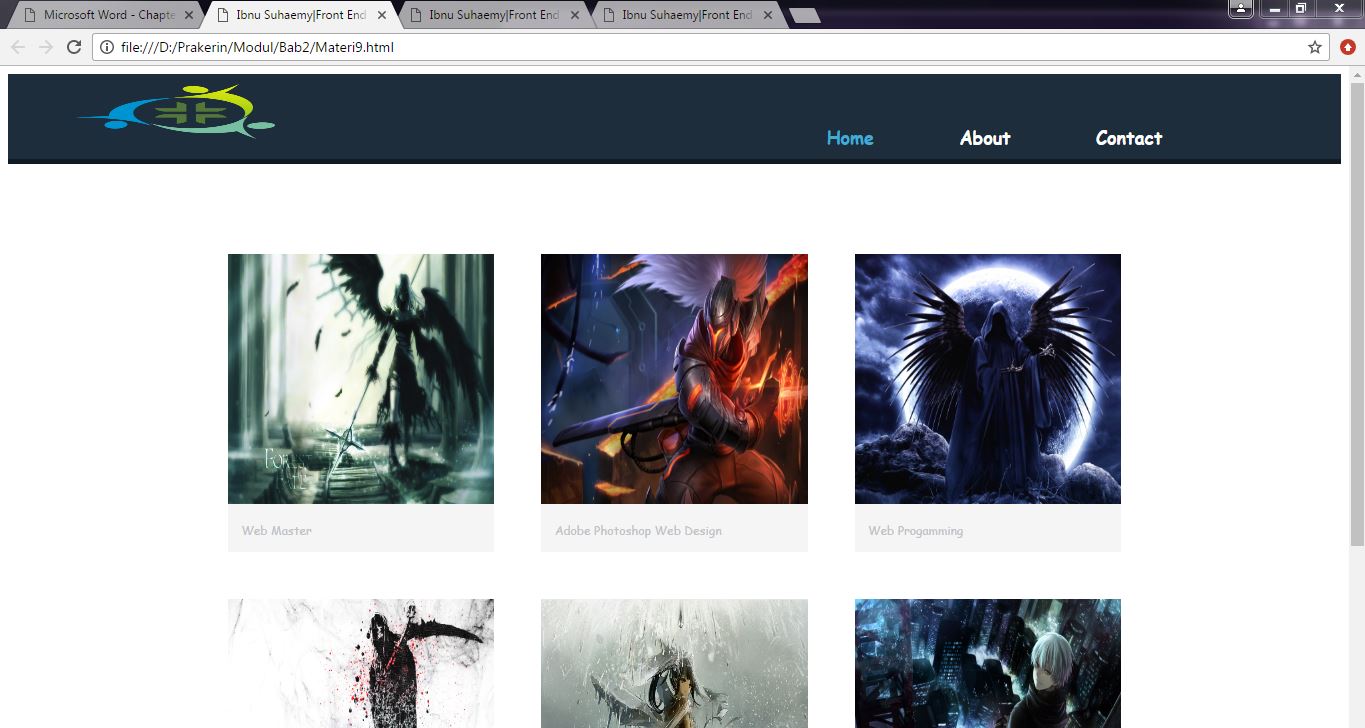 Microsoft Word - Chapte
Ibnu Suhaemy|Front End
Ibnu Suhaemy|Front End
Ibnu Suhaemy|Front End
file:///D:/Prakerin/Modul/Bab2/Materi9.html
Home
About
Contact
Web Master
Adobe Photoshop Web Design
Web Progamming